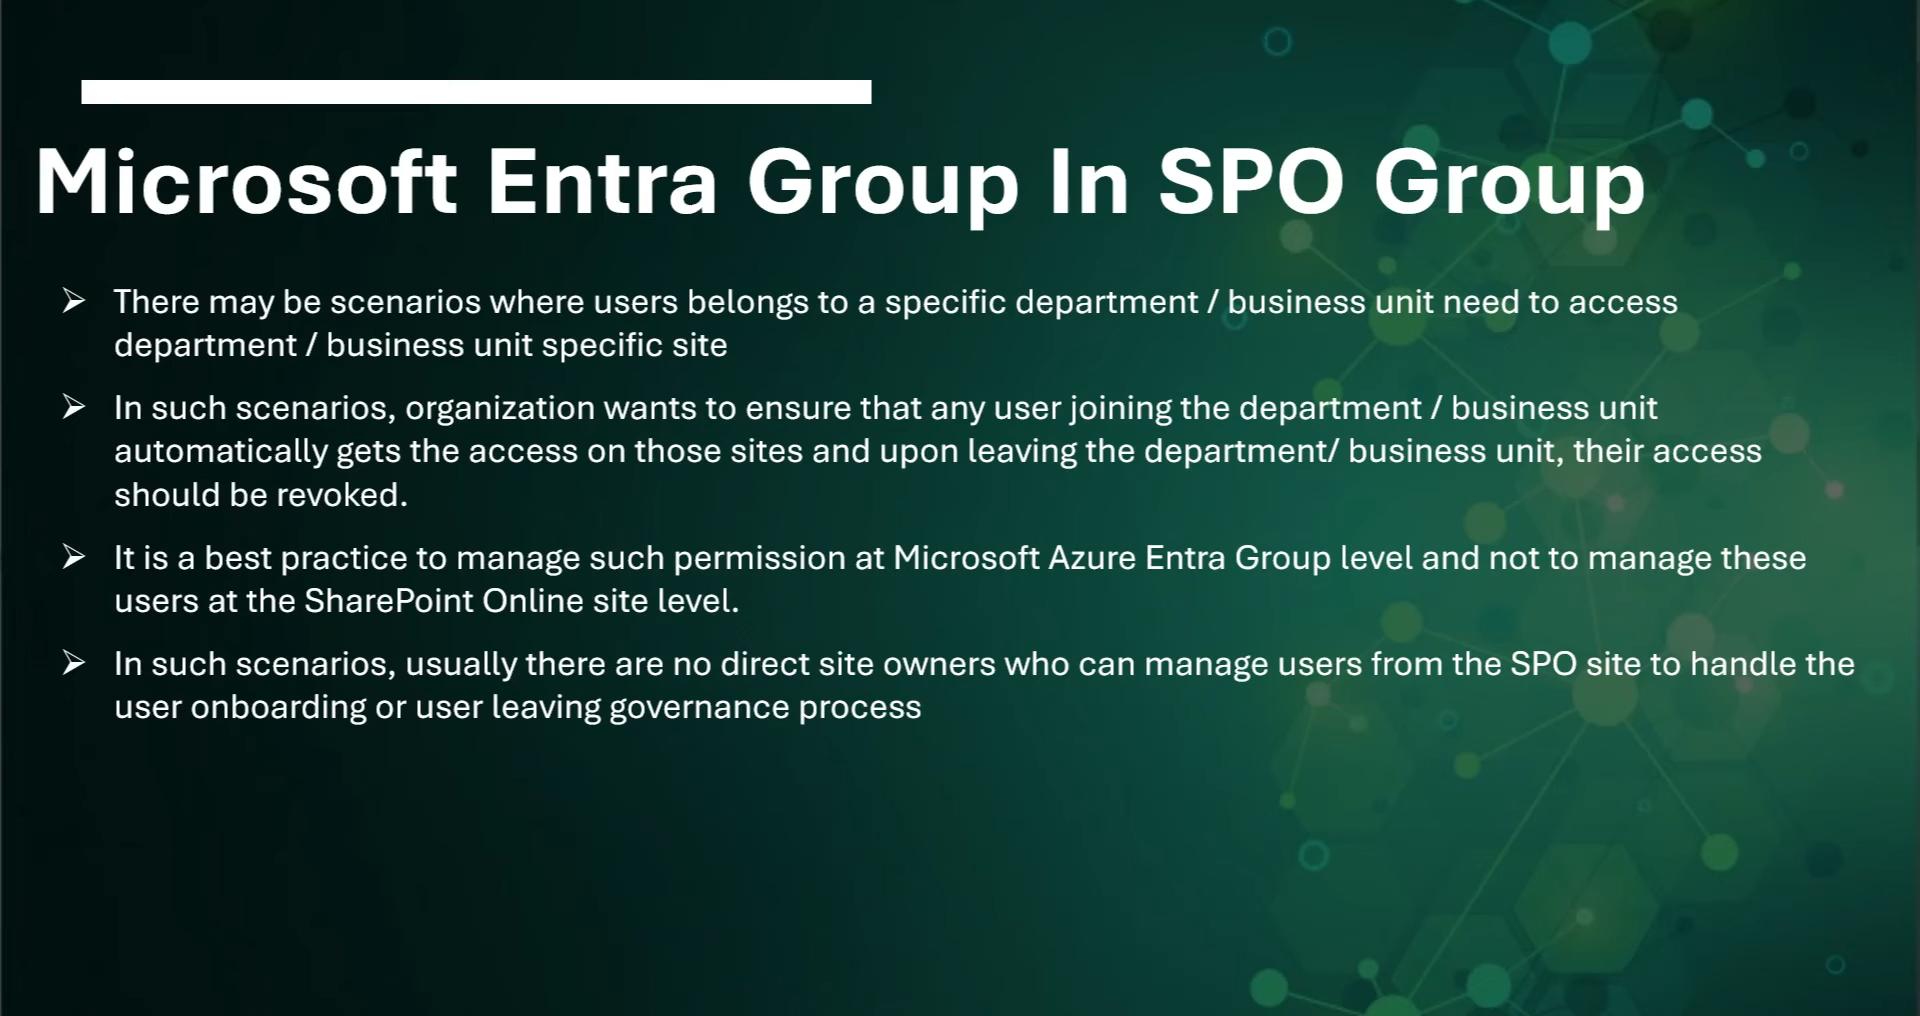 Microsoft Entra Group In SPO Group
➢ There may be scenarios where users belongs to a specific department / business unit need to access
department / business unit specific site
➢ In such scenarios, organization wants to ensure that any user joining the department / business unit
automatically gets the access on those sites and upon leaving the department/ business unit, their access
should be revoked.
➢ It is a best practice to manage such permission at Microsoft Azure Entra Group level and not to manage these
users at the SharePoint Online site level.
➢ In such scenarios, usually there are no direct site owners who can manage users from the SPO site to handle the
user onboarding or user leaving governance process